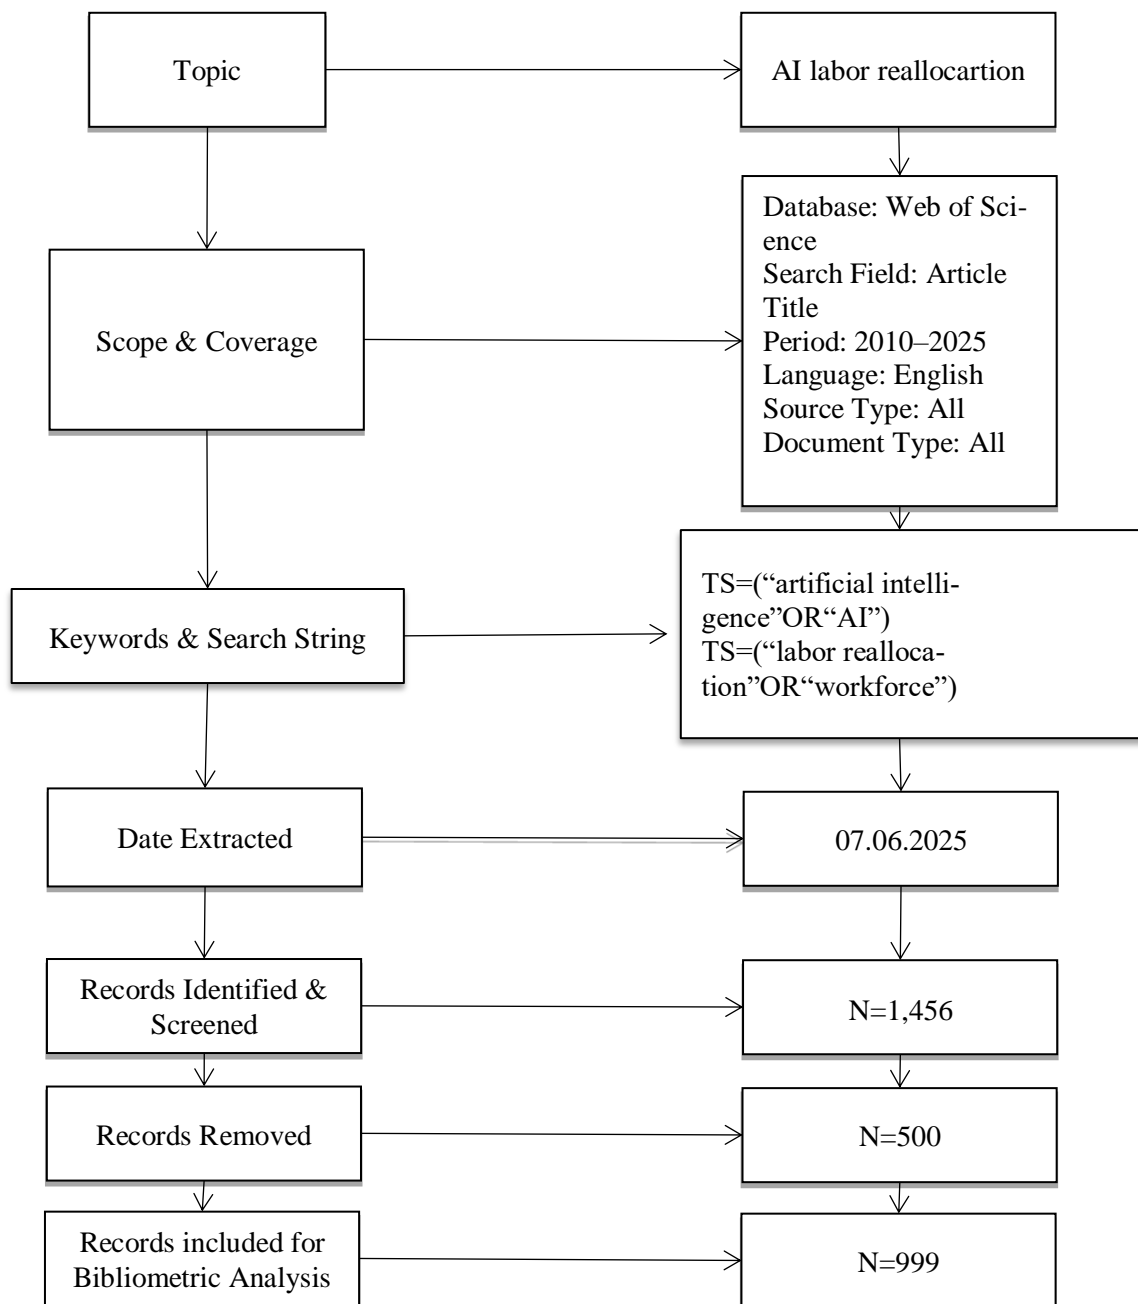 Topic
AI labor reallocartion
Scope & Coverage
Database: Web of Sci-
ence
Search Field: Article
Title
Period: 2010–2025
Language: English
Source Type: All
Document Type: All
Keywords & Search String
TS=(“artificial intelli-
gence”OR“AI”)
TS=(“labor realloca-
tion”OR“workforce”)
Date Extracted
07.06.2025
Records Identified &
Screened
N=1,456
Records Removed
N=500
Records included for
Bibliometric Analysis
N=999